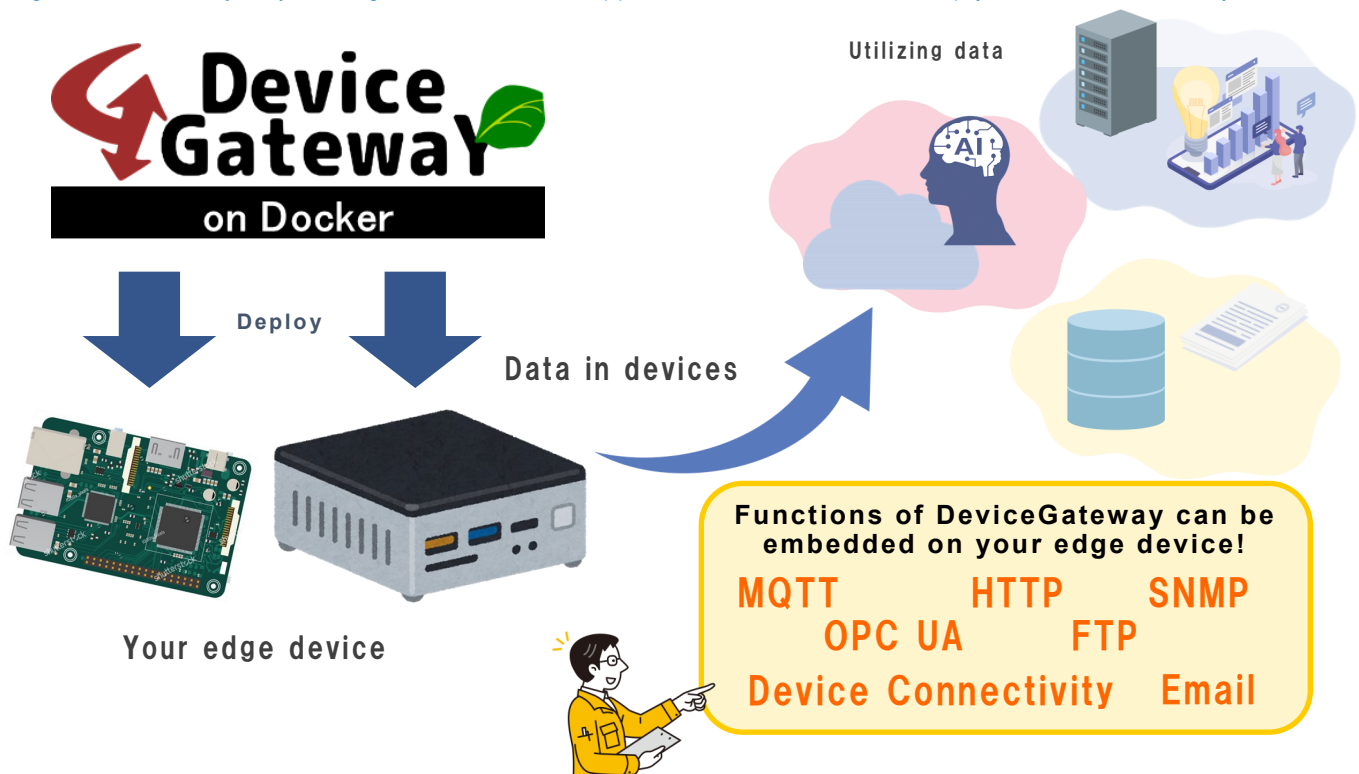 Device
GatewaY
on Docker
Deploy
Data in devices
Your edge device
Utilizing data
AI
Functions of DeviceGateway can be
embedded on your edge device!
MQTT HTTP SNMP
OPC UA FTP
Device Connectivity Email